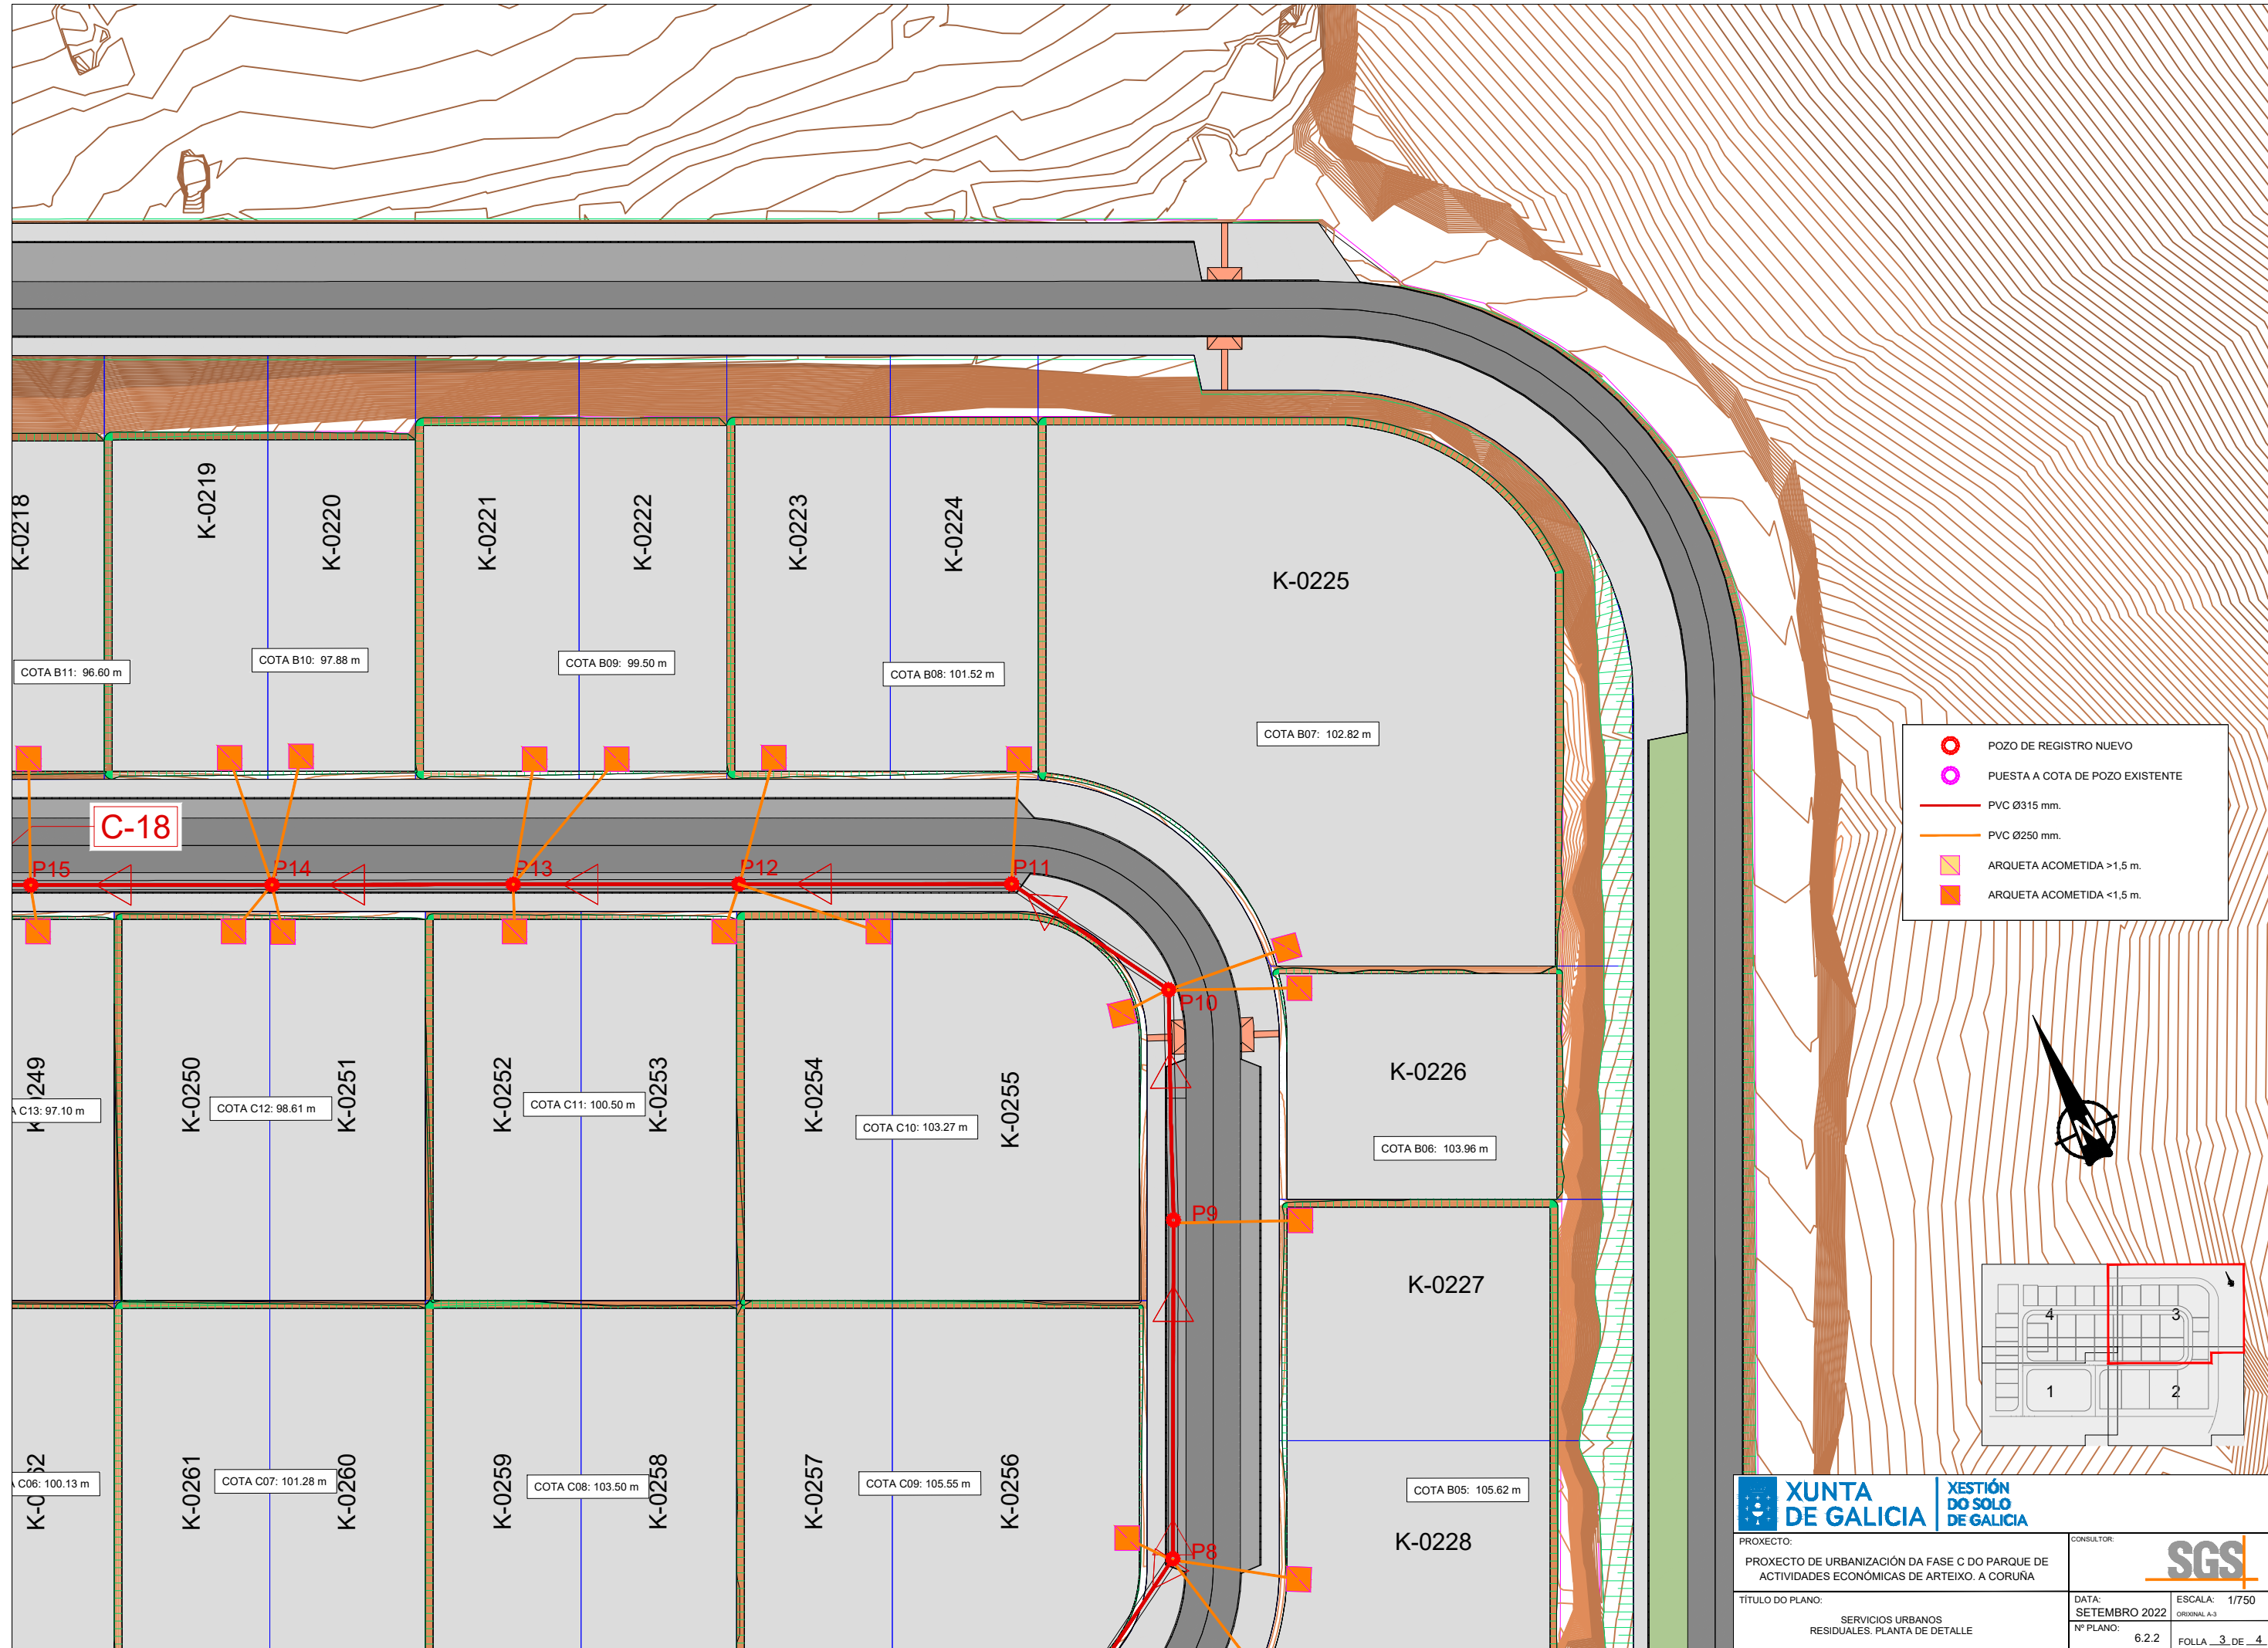 K-0218
K-0219
K-0220
K-0221
K-0222
K-0223
K-0224
K-0225
COTA B11: 96.60 m
COTA B10: 97.88 m
COTA B09: 99.50 m
COTA B08: 101.52 m
COTA B07: 102.82 m
C-18
P15
P14
P13
P12
P11
P10
POZO DE REGISTRO NUEVO
PUESTA A COTA DE POZO EXISTENTE
PVC Ø315 mm.
PVC Ø250 mm.
ARQUETA ACOMETIDA >1,5 m.
ARQUETA ACOMETIDA <1,5 m.
K-0250
K-0251
K-0252
K-0253
K-0254
K-0255
K-0226
C13: 97.10 m
COTA C12: 98.61 m
COTA C11: 100.50 m
COTA C10: 103.27 m
COTA B06: 103.96 m
P9
K-0227
K-0261
K-0260
K-0259
K-0258
K-0257
K-0256
C06: 100.13 m
COTA C07: 101.28 m
COTA C08: 103.50 m
COTA C09: 105.55 m
COTA B05: 105.62 m
K-0228
P8
4
3
1
2
XUNTA
DE GALICIA
XESTIÓN
DO SOLO
DE GALICIA
PROXECTO:
PROXECTO DE URBANIZACIÓN DA FASE C DO PARQUE DE
ACTIVIDADES ECONÓMICAS DE ARTEIXO. A CORUÑA
CONSULTOR:
SGS
TÍTULO DO PLANO:
SERVICIOS URBANOS
RESIDUALES. PLANTA DE DETALLE
DATA:
SETEMBRO 2022
ESCALA: 1/750
ORIXINAL A-3
Nº PLANO:
6.2.2
FOLLA 3 DE 4